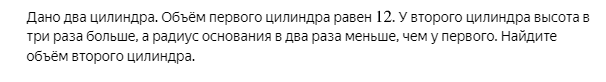 Дано два цилиндра. Объём первого цилиндра равен 12. У второго цилиндра высота в
три раза больше, а радиус основания в два раза меньше, чем у первого. Найдите
объём второго цилиндра.